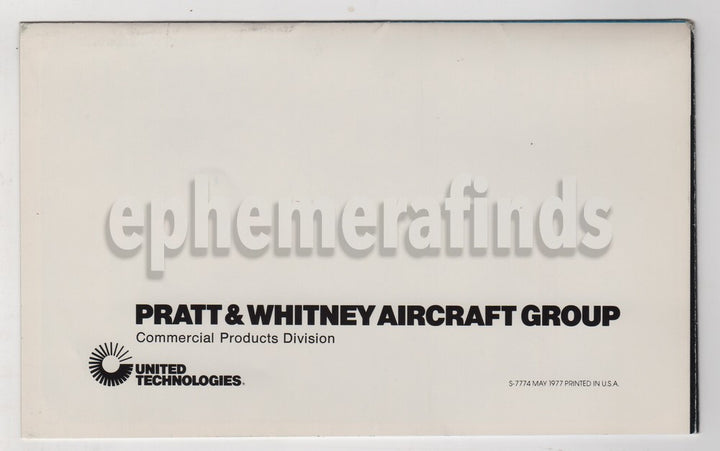 ephemerafinds
PRATT & WHITNEY AIRCRAFT GROUP
Commercial Products Division
UNITED
TECHNOLOGIES®
S-7774 MAY 1977 PRINTED IN U.S.A.